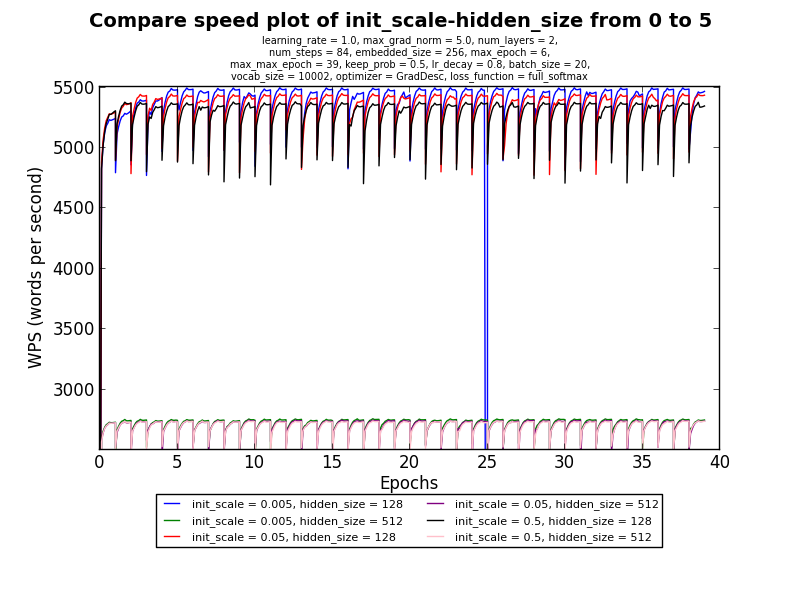 Compare speed plot of init_scale-hidden_size from 0 to 5
learning_rate = 1.0, max_grad_norm = 5.0, num_layers = 2,
num_steps = 84, embedded_size = 256, max_epoch = 6,
max_max_epoch = 39, keep_prob = 0.5, lr_decay = 0.8, batch_size = 20,
vocab_size = 10002, optimizer = GradDesc, loss_function = full_softmax
5500
5000
4500
4000
3500
3000
WPS (words per second)
0 5 10 15 20 25 30 35 40
Epochs
init_scale = 0.005, hidden_size = 128
init_scale = 0.005, hidden_size = 512
init_scale = 0.05, hidden_size = 128
init_scale = 0.05, hidden_size = 512
init_scale = 0.5, hidden_size = 128
init_scale = 0.5, hidden_size = 512